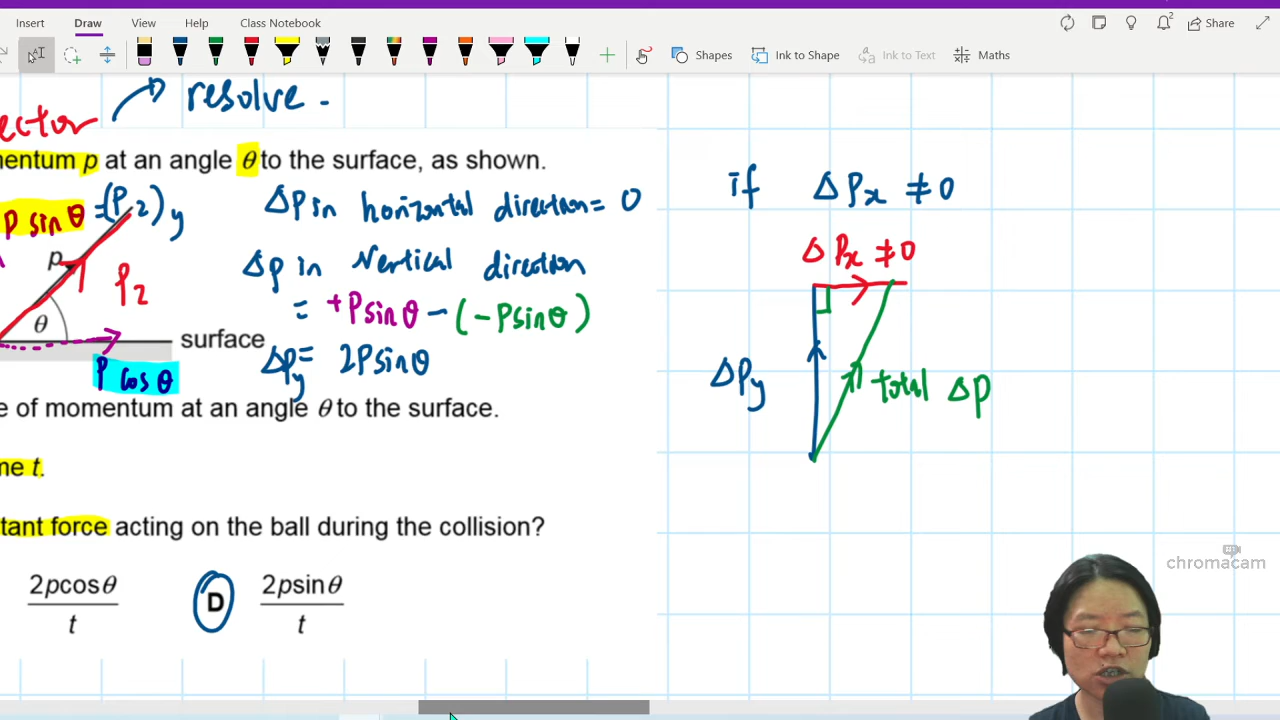 Insert Draw View Help Class Notebook Share
Shapes Ink to Shape Ink to Text Maths
resolve.
ector
mentum p at an angle θ to the surface, as shown.
P sinθ = (P2)y
p
P2
θ
surface
P cosθ
ΔP in horizontal direction = 0
Δp in Vertical direction
= +Psinθ - (-Psinθ)
ΔPy = 2Psinθ
e of momentum at an angle θ to the surface.
me t.
tant force acting on the ball during the collision?
2pcosθ
t
D
2psinθ
t
if ΔPx ≠ 0
ΔPx ≠ 0
ΔPy
total ΔP
chromacam